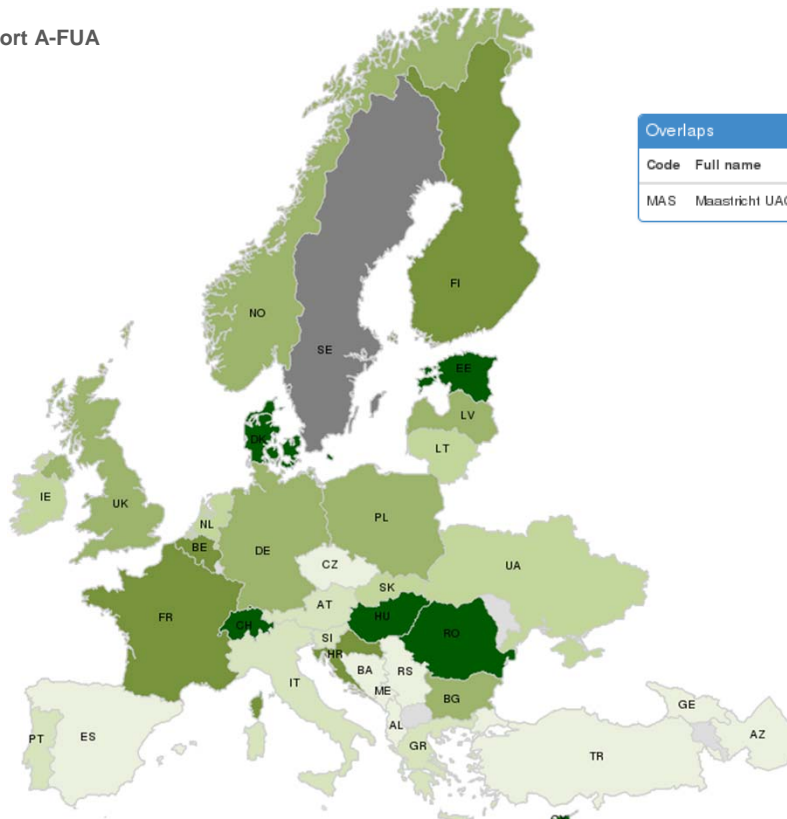 ort A-FUA
Overlaps
Code Full name
MAS Maastricht UAC
NO
FI
SE
EE
LV
LT
DK
IE
UK
NL
BE
DE
PL
CZ
UA
SK
AT
FR
CH
HU
RO
SI
HR
BA
RS
IT
ME
BG
AL
GR
PT
ES
GE
AZ
TR